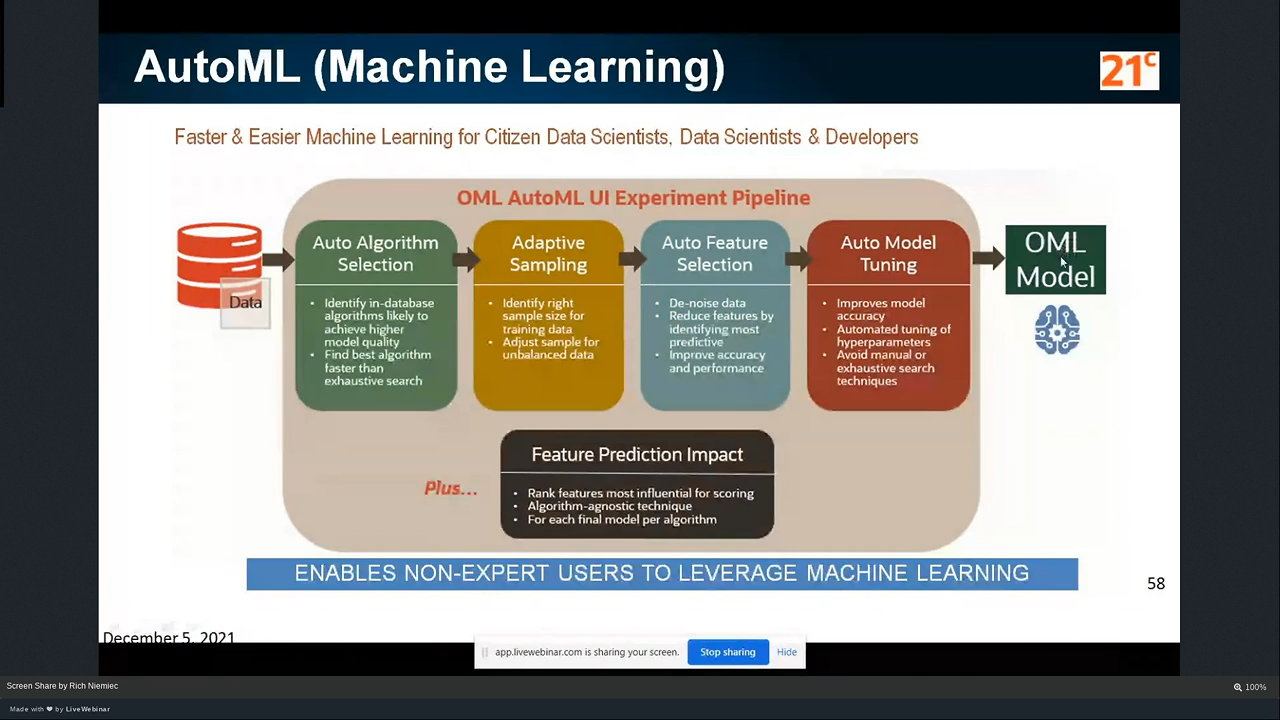 AutoML (Machine Learning)
21c
Faster & Easier Machine Learning for Citizen Data Scientists, Data Scientists & Developers
OML AutoML UI Experiment Pipeline
Data
Auto Algorithm
Selection
• Identify in-database
algorithms likely to
achieve higher
model quality
• Find best algorithm
faster than
exhaustive search
Adaptive
Sampling
• Identify right
sample size for
training data
• Adjust sample for
unbalanced data
Auto Feature
Selection
• De-noise data
• Reduce features by
identifying most
predictive
• Improve accuracy
and performance
Auto Model
Tuning
• Improves model
accuracy
• Automated tuning of
hyperparameters
• Avoid manual or
exhaustive search
techniques
OML
Model
Plus...
Feature Prediction Impact
• Rank features most influential for scoring
• Algorithm-agnostic technique
• For each final model per algorithm
ENABLES NON-EXPERT USERS TO LEVERAGE MACHINE LEARNING
58
December 5, 2021
app.livewebinar.com is sharing your screen.
Stop sharing
Hide
Screen Share by Rich Niemiec
100%
Made with ❤ by LiveWebinar